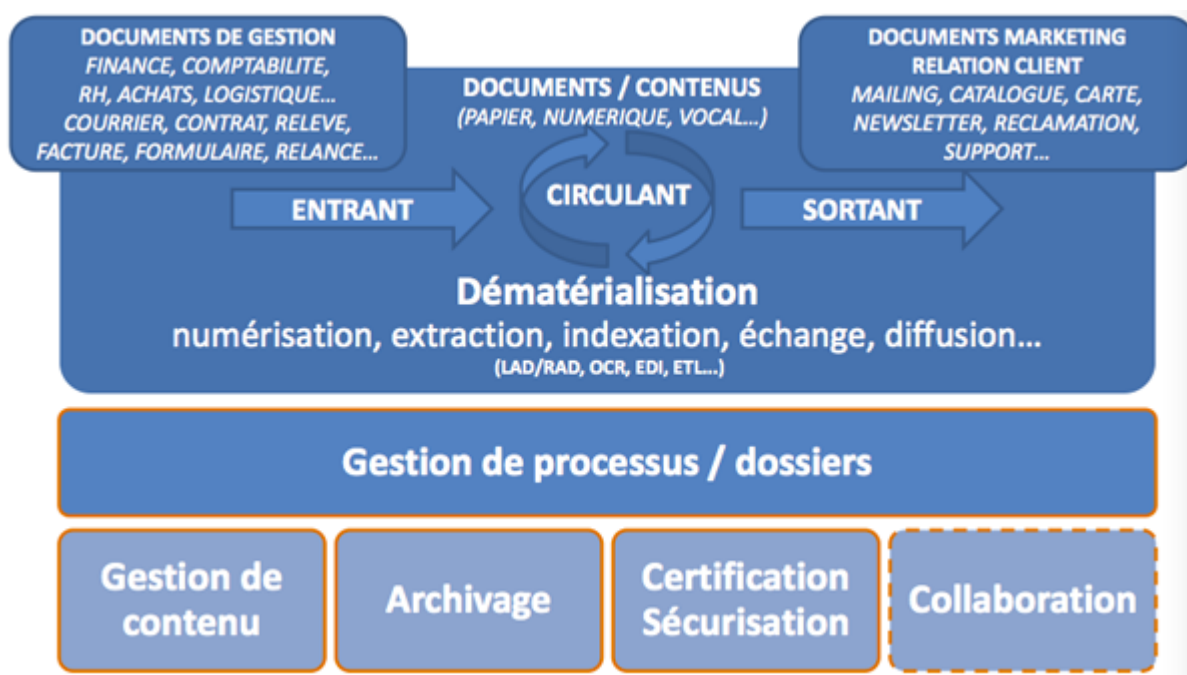 DOCUMENTS DE GESTION
FINANCE, COMPTABILITE,
RH, ACHATS, LOGISTIQUE...
COURRIER, CONTRAT, RELEVE,
FACTURE, FORMULAIRE, RELANCE...
DOCUMENTS / CONTENUS
(PAPIER, NUMERIQUE, VOCAL...)
DOCUMENTS MARKETING
RELATION CLIENT
MAILING, CATALOGUE, CARTE,
NEWSLETTER, RECLAMATION,
SUPPORT...
ENTRANT
CIRCULANT
SORTANT
Dématérialisation
numérisation, extraction, indexation, échange, diffusion...
(LAD/RAD, OCR, EDI, ETL...)
Gestion de processus / dossiers
Gestion de
contenu
Archivage
Certification
Sécurisation
Collaboration